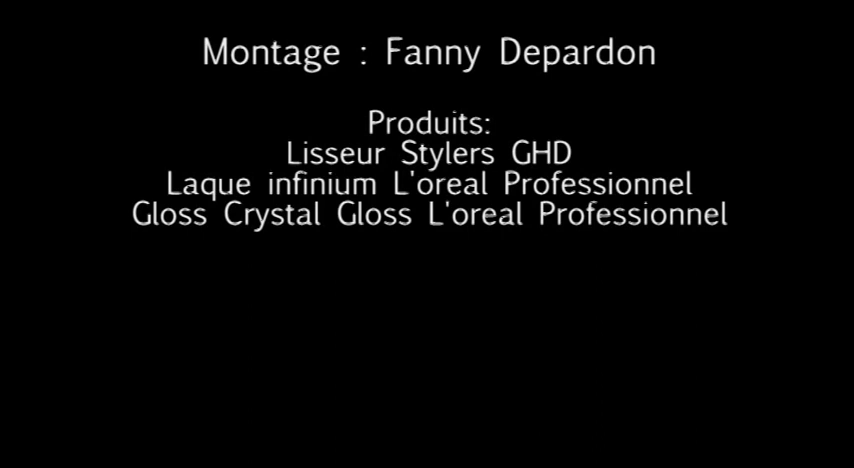 Montage : Fanny Depardon
Produits:
Lisseur Stylers GHD
Laque infinium L'oreal Professionnel
Gloss Crystal Gloss L'oreal Professionnel